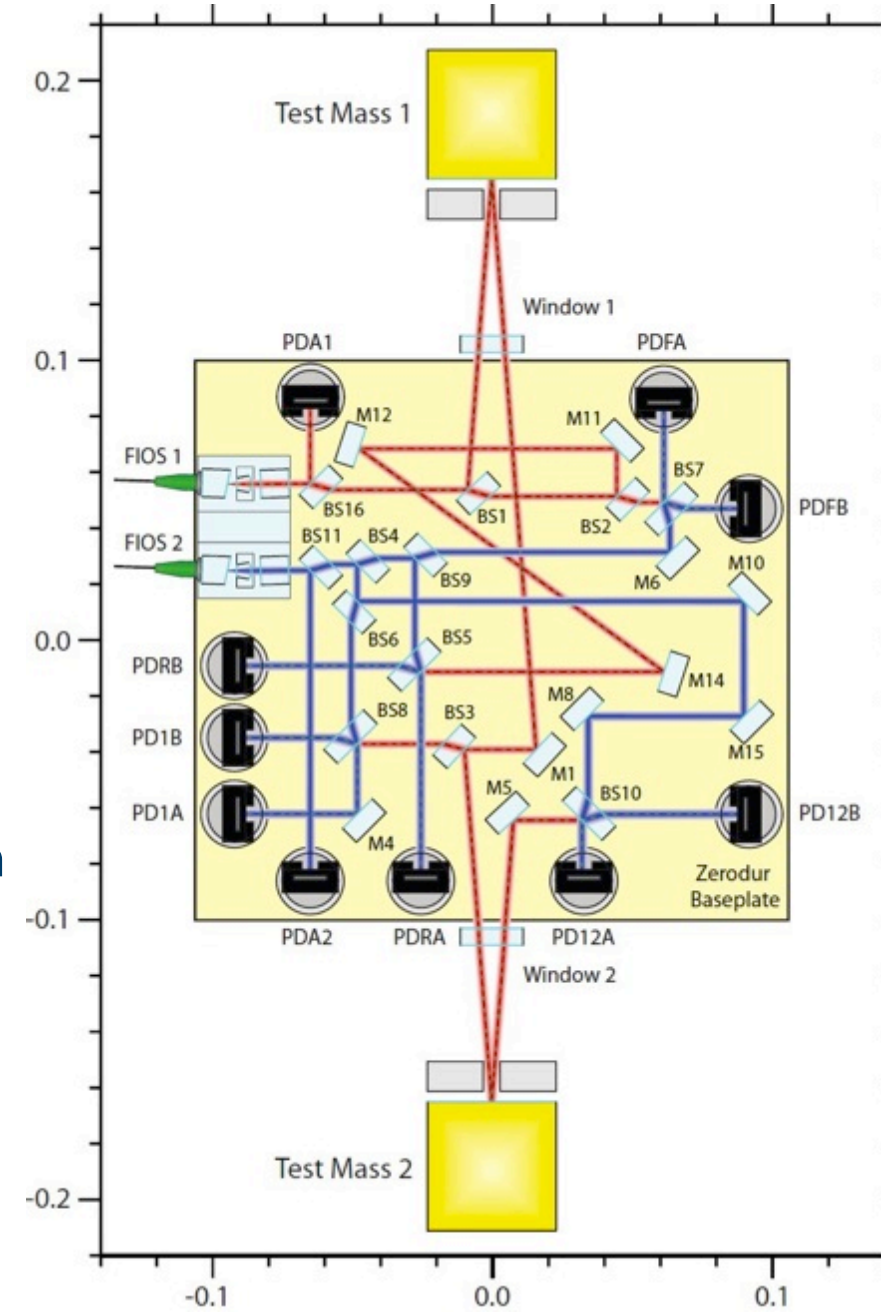 0.2
Test Mass 1
Window 1
0.1
PDA1
PDFA
M12
M11
FIOS 1
BS7
BS16
BS1
BS2
PDFB
FIOS 2
BS11
BS4
M10
BS9
M6
0.0
BS6
BS5
PDRB
M14
M8
PD1B
BS8
BS3
M15
M1
M5
BS10
PD1A
PD12B
M4
Zerodur
Baseplate
-0.1
PDA2
PDRA
PD12A
Window 2
Test Mass 2
-0.2
-0.1
0.0
0.1